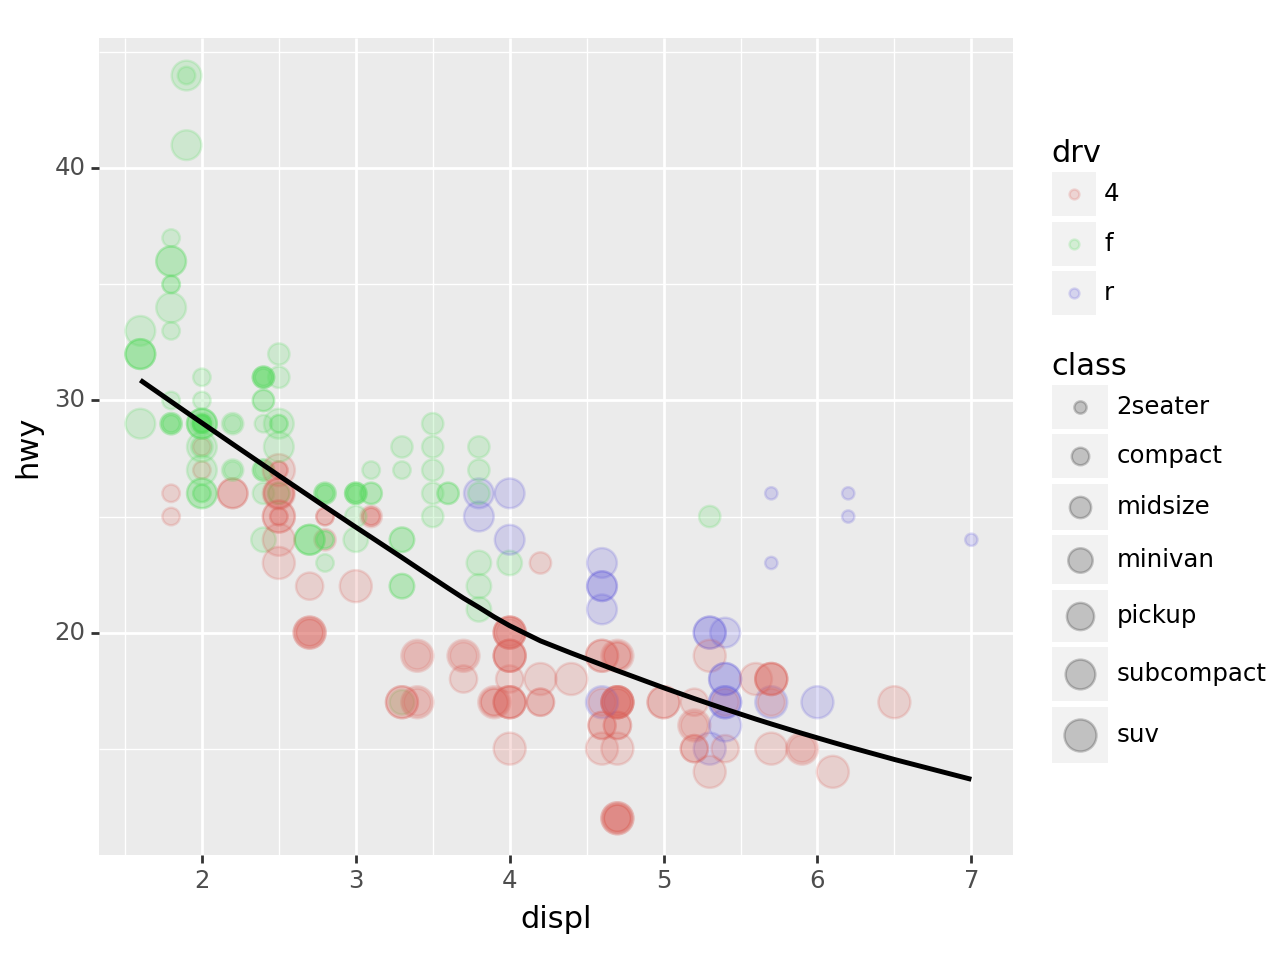 40
30
20
hwy
2 3 4 5 6 7
displ
drv
4
f
r
class
2seater
compact
midsize
minivan
pickup
subcompact
suv